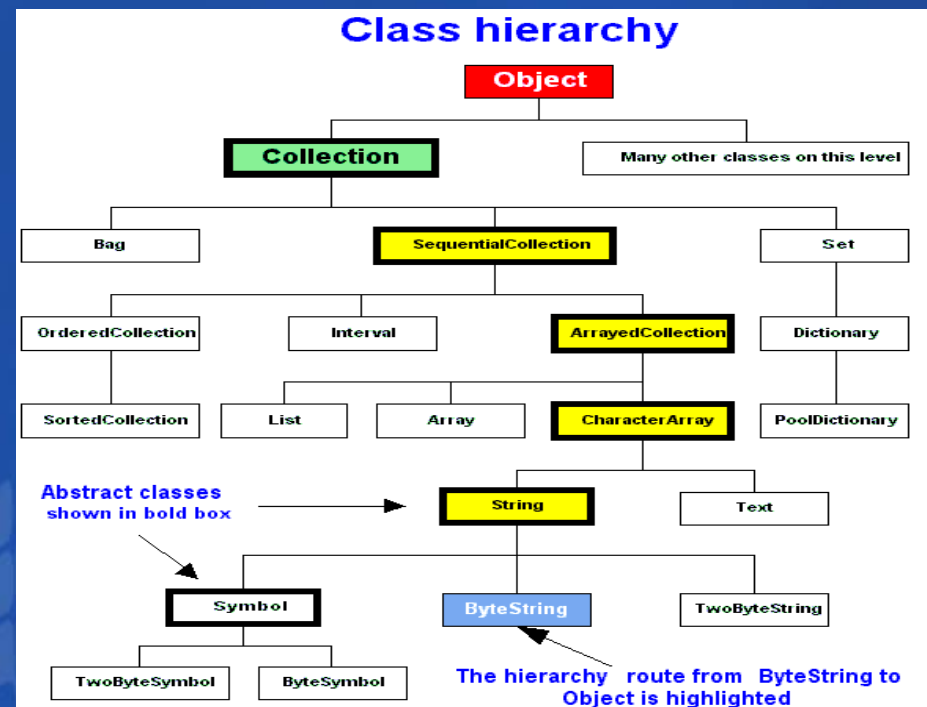 Class hierarchy
Object
Collection
Many other classes on this level
Bag
SequentialCollection
Set
OrderedCollection
Interval
ArrayedCollection
Dictionary
SortedCollection
List
Array
CharacterArray
PoolDictionary
Abstract classes
shown in bold box
String
Text
Symbol
ByteString
TwoByteString
TwoByteSymbol
ByteSymbol
The hierarchy route from ByteString to
Object is highlighted